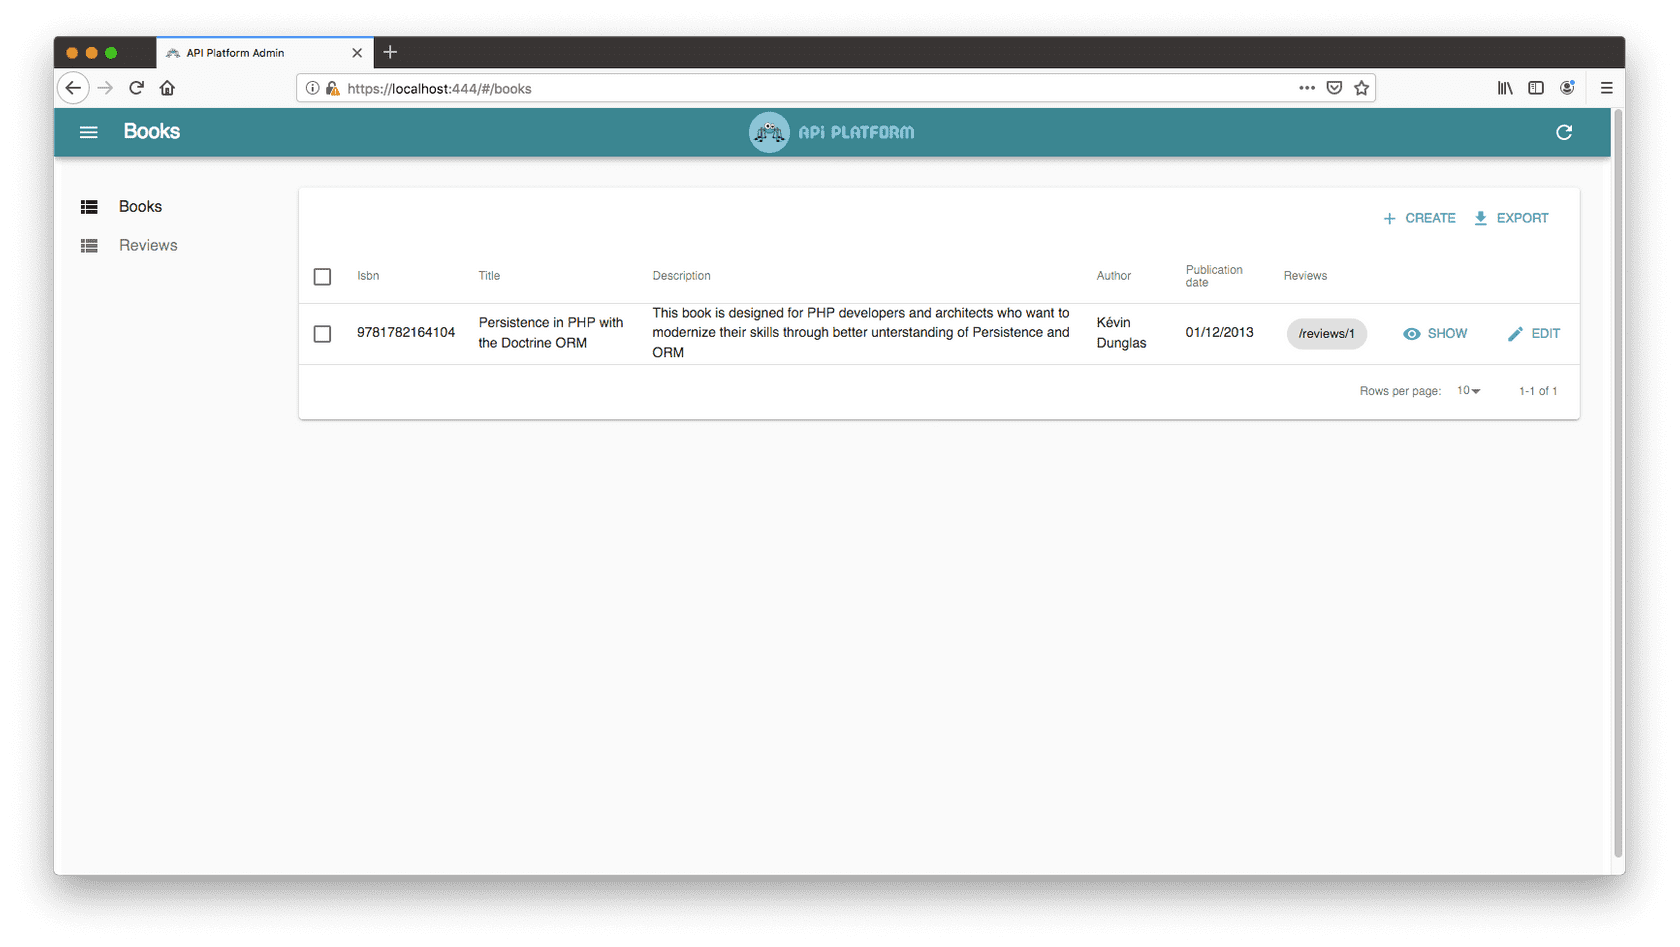 API Platform Admin
https://localhost:444/#/books
Books
API PLATFORM
Books
Reviews
CREATE
EXPORT
Isbn
Title
Description
Author
Publication
date
Reviews
9781782164104
Persistence in PHP with
the Doctrine ORM
This book is designed for PHP developers and architects who want to
modernize their skills through better unterstanding of Persistence and
ORM
Kévin
Dunglas
01/12/2013
/reviews/1
SHOW
EDIT
Rows per page: 10
1-1 of 1